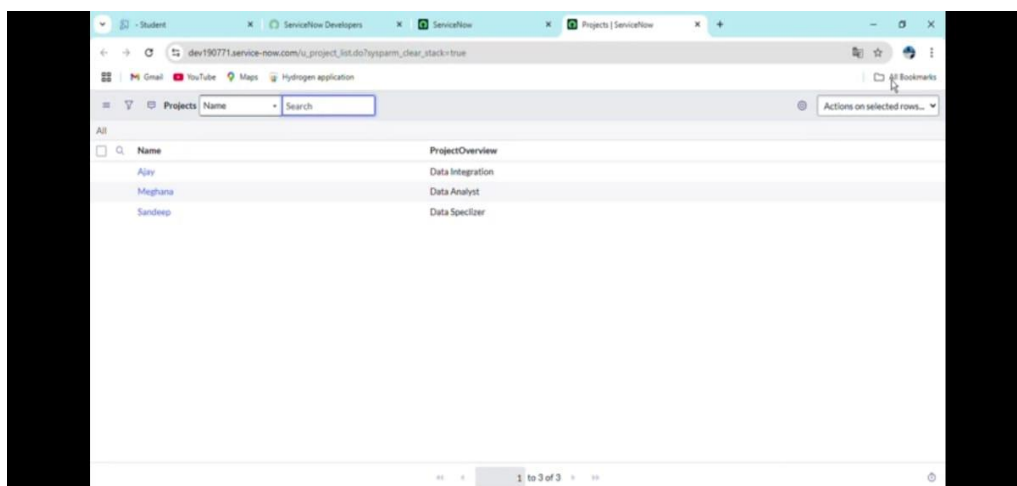 - Student ServiceNow Developers ServiceNow Projects | ServiceNow
dev190771.service-now.com/u_project_list.do?sysparm_clear_stack=true
Gmail YouTube Maps Hydrogen application All Bookmarks
Projects Name Search Actions on selected rows...
All
Name ProjectOverview
Ajay Data Integration
Meghana Data Analyst
Sandeep Data Speclizer
1 to 3 of 3